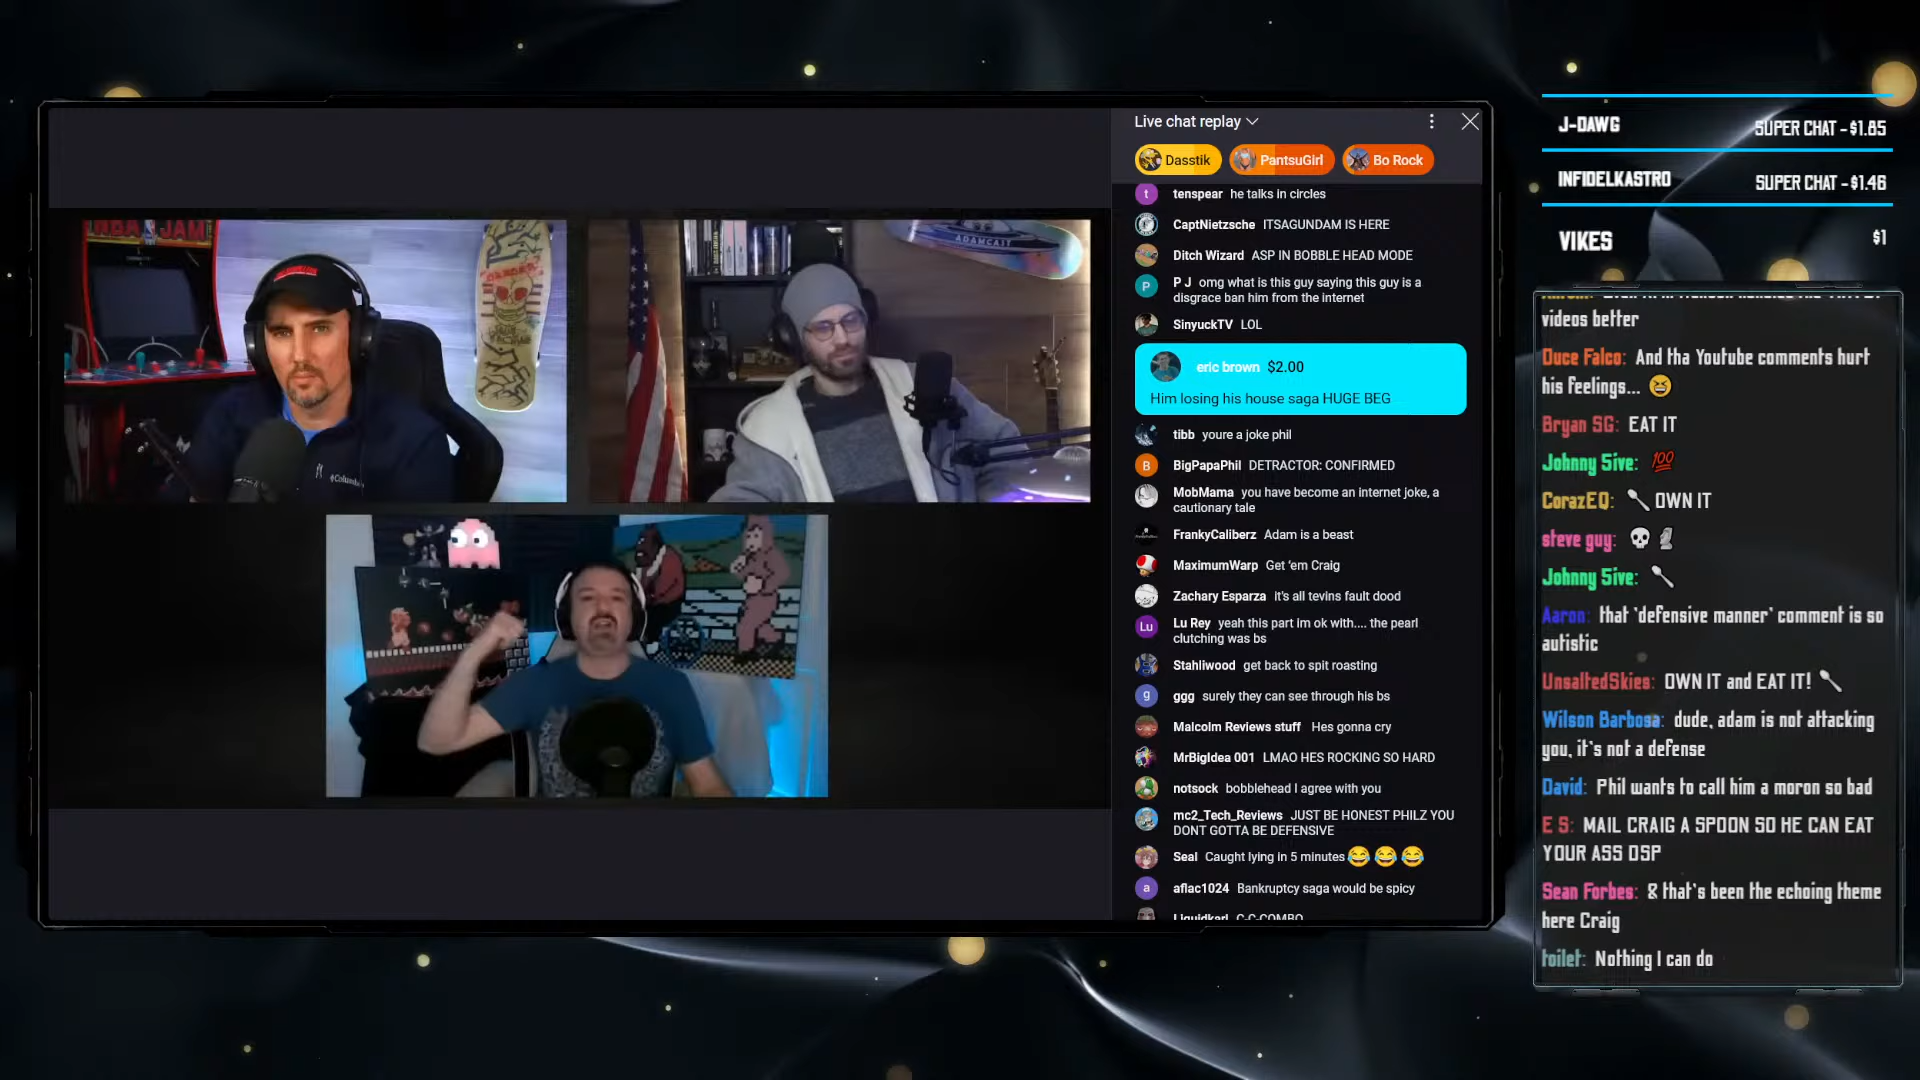 NBA JAM
ADAMCAST
Columbia
Live chat replay
Dasstik
PantsuGirl
Bo Rock
tenspear he talks in circles
CaptNietzsche ITSAGUNDAM IS HERE
Ditch Wizard ASP IN BOBBLE HEAD MODE
P J omg what is this guy saying this guy is a
disgrace ban him from the internet
SinyuckTV LOL
eric brown $2.00
Him losing his house saga HUGE BEG
tibb youre a joke phil
BigPapaPhil DETRACTOR: CONFIRMED
MobMama you have become an internet joke, a
cautionary tale
FrankyCaliberz Adam is a beast
MaximumWarp Get 'em Craig
Zachary Esparza it's all tevins fault dood
Lu Rey yeah this part im ok with.... the pearl
clutching was bs
Stahliwood get back to spit roasting
ggg surely they can see through his bs
Malcolm Reviews stuff Hes gonna cry
MrBigIdea 001 LMAO HES ROCKING SO HARD
notsock bobblehead I agree with you
mc2_Tech_Reviews JUST BE HONEST PHILZ YOU
DONT GOTTA BE DEFENSIVE
Seal Caught lying in 5 minutes 😂 😂 😂
aflac1024 Bankruptcy saga would be spicy
Liquidkarl C-C-COMBO
J-DAWG SUPER CHAT - $1.85
INFIDELKASTRO SUPER CHAT - $1.46
VIKES $1
videos better
Duce Falco: And tha Youtube comments hurt
his feelings... 😆
Bryan SG: EAT IT
Johnny 5ive: 💯
CorazEQ: 🥄 OWN IT
steve guy: 💀 🗿
Johnny 5ive: 🥄
Aaron: that 'defensive manner' comment is so
autistic
UnsaltedSkies: OWN IT and EAT IT! 🥄
Wilson Barbosa: dude, adam is not attacking
you, it's not a defense
David: Phil wants to call him a moron so bad
E S: MAIL CRAIG A SPOON SO HE CAN EAT
YOUR ASS DSP
Sean Forbes: & that's been the echoing theme
here Craig
toilet: Nothing I can do